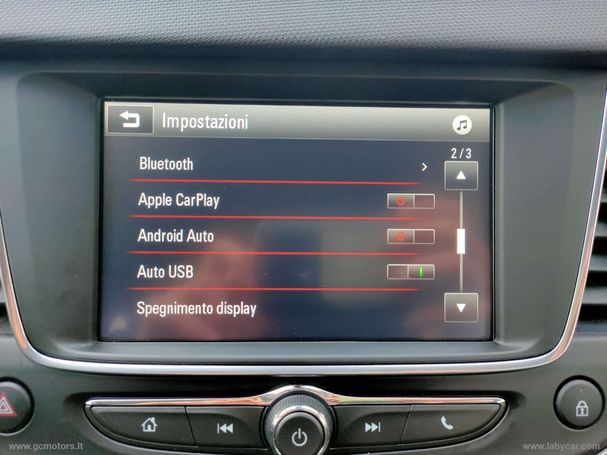 Impostazioni
2/3
Bluetooth
Apple CarPlay
Android Auto
Auto USB
Spegnimento display
© www.gcmotors.it
© www.labycar.com